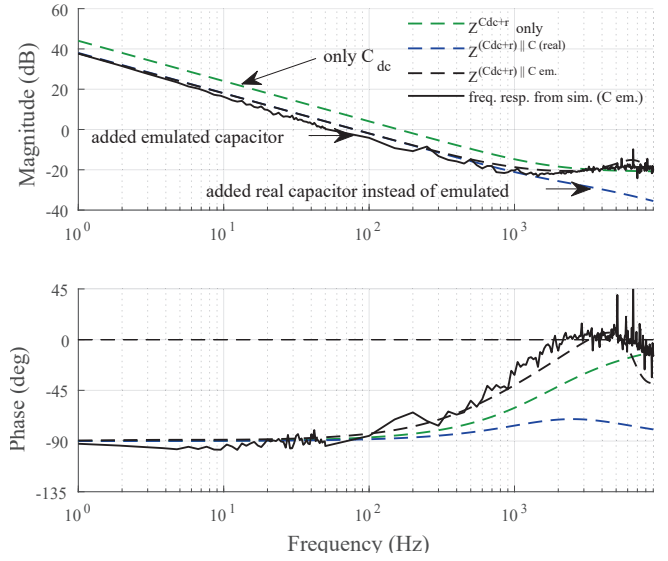 60
40
20
0
-20
-40
Magnitude (dB)
Z^(Cdc+r) only
Z^((Cdc+r) || C (real))
Z^((Cdc+r) || C em.)
freq. resp. from sim. (C em.)
only C_dc
added emulated capacitor
added real capacitor instead of emulated
10^0 10^1 10^2 10^3
45
0
-45
-90
-135
Phase (deg)
10^0 10^1 10^2 10^3
Frequency (Hz)